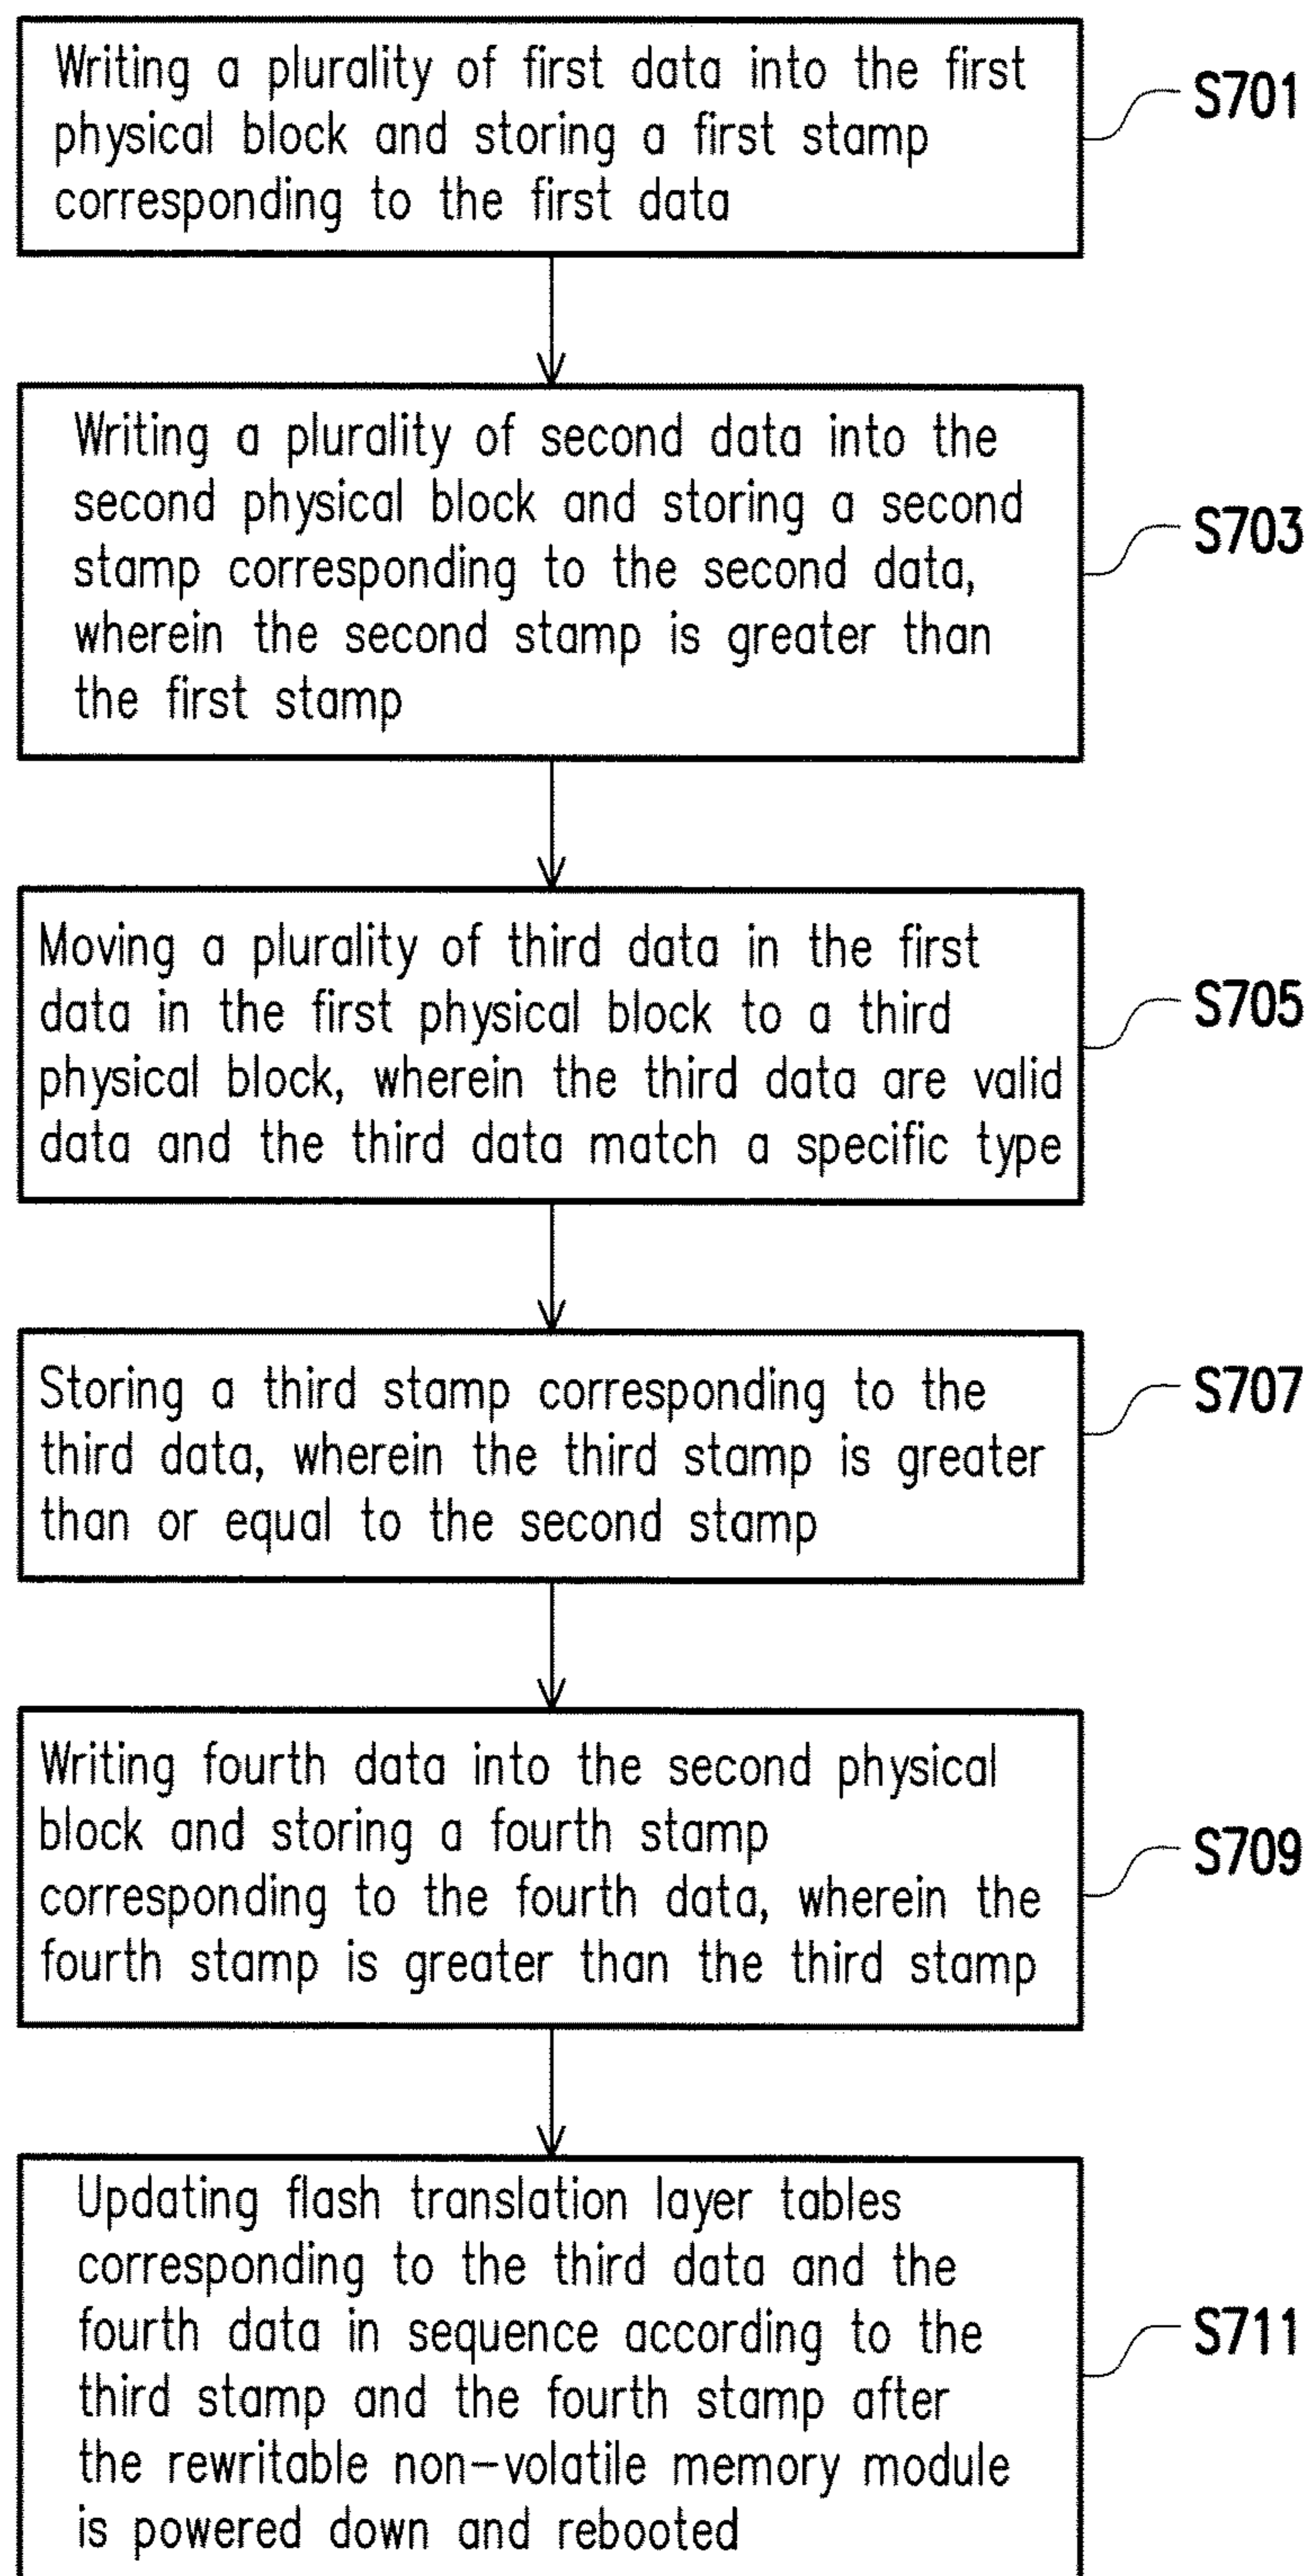 Writing a plurality of first data into the first
physical block and storing a first stamp
corresponding to the first data
S701
Writing a plurality of second data into the
second physical block and storing a second
stamp corresponding to the second data,
wherein the second stamp is greater than
the first stamp
S703
Moving a plurality of third data in the first
data in the first physical block to a third
physical block, wherein the third data are valid
data and the third data match a specific type
S705
Storing a third stamp corresponding to the
third data, wherein the third stamp is greater
than or equal to the second stamp
S707
Writing fourth data into the second physical
block and storing a fourth stamp
corresponding to the fourth data, wherein the
fourth stamp is greater than the third stamp
S709
Updating flash translation layer tables
corresponding to the third data and the
fourth data in sequence according to the
third stamp and the fourth stamp after
the rewritable non-volatile memory module
is powered down and rebooted
S711